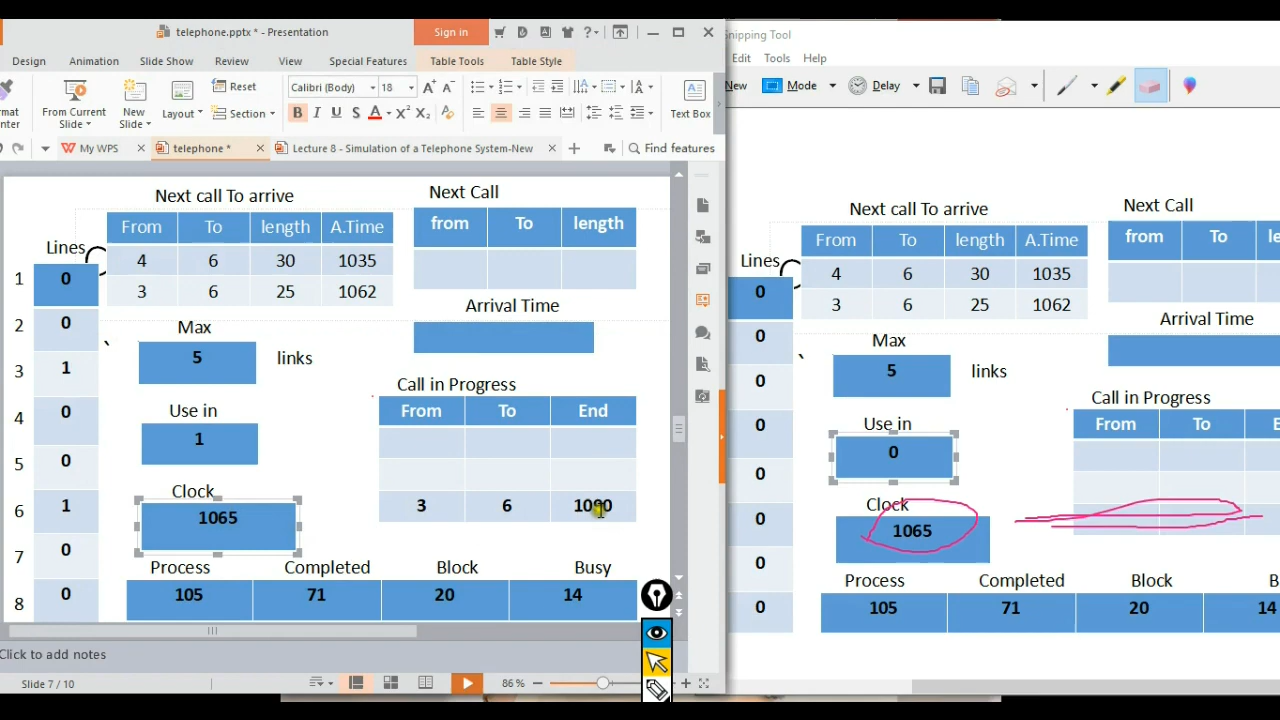 telephone.pptx * - Presentation
Sign in
Design Animation Slide Show Review View Special Features Table Tools Table Style
Reset
From Current
Slide
New
Slide
Layout
Section
Calibri (Body) 18
Text Box
My WPS
telephone *
Lecture 8 - Simulation of a Telephone System-New
Find features
Next call To arrive
From To length A.Time
4 6 30 1035
3 6 25 1062
Next Call
from To length
Arrival Time
Lines
1 0
2 0
3 1
4 0
5 0
6 1
7 0
8 0
Max
5 links
Use in
1
Clock
1065
Call in Progress
From To End
3 6
Process Completed Block Busy
105 71 20 14
Click to add notes
Slide 7 / 10
86 %
Snipping Tool
Edit Tools Help
New Mode Delay
Next call To arrive
From To length A.Time
4 6 30 1035
3 6 25 1062
Next Call
from To
Arrival Time
Lines
0
0
0
0
0
0
0
0
Max
5 links
Use in
0
Clock
1065
Call in Progress
From To
Process Completed Block
105 71 20 14